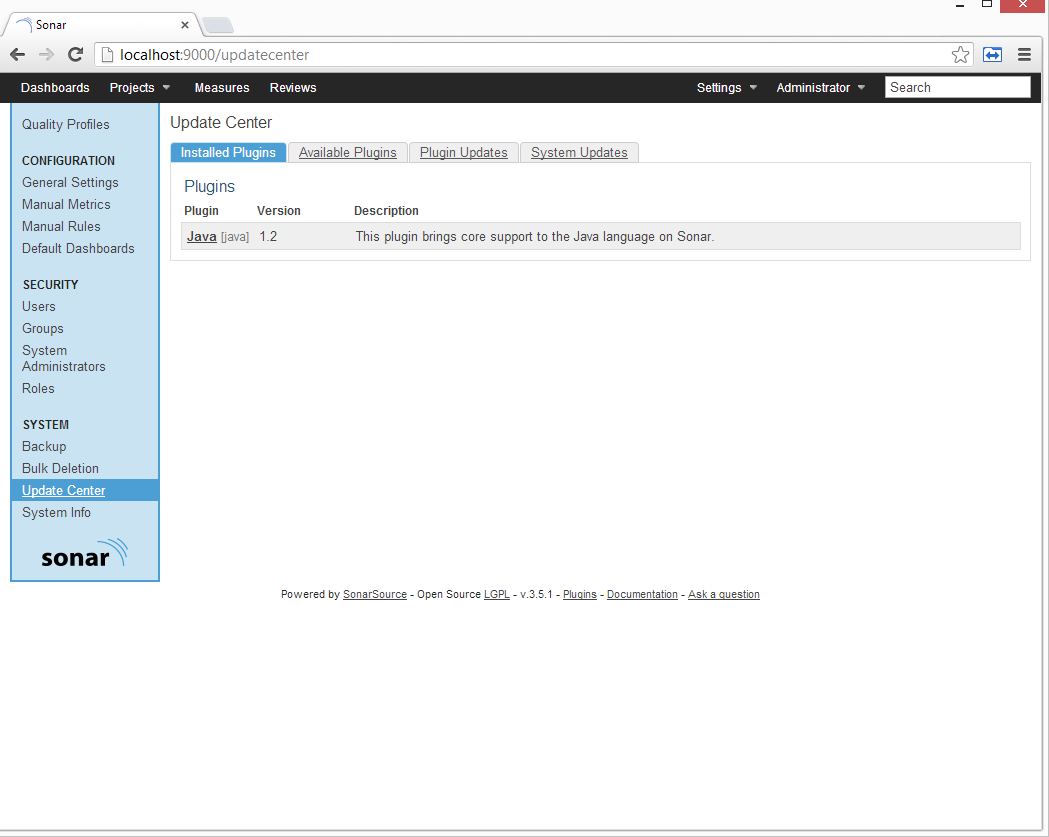 Sonar
localhost:9000/updatecenter
Dashboards Projects Measures Reviews Settings Administrator Search
Quality Profiles
CONFIGURATION
General Settings
Manual Metrics
Manual Rules
Default Dashboards
SECURITY
Users
Groups
System
Administrators
Roles
SYSTEM
Backup
Bulk Deletion
Update Center
System Info
sonar
Update Center
Installed Plugins Available Plugins Plugin Updates System Updates
Plugins
Plugin Version Description
Java [java] 1.2 This plugin brings core support to the Java language on Sonar.
Powered by SonarSource - Open Source LGPL - v.3.5.1 - Plugins - Documentation - Ask a question